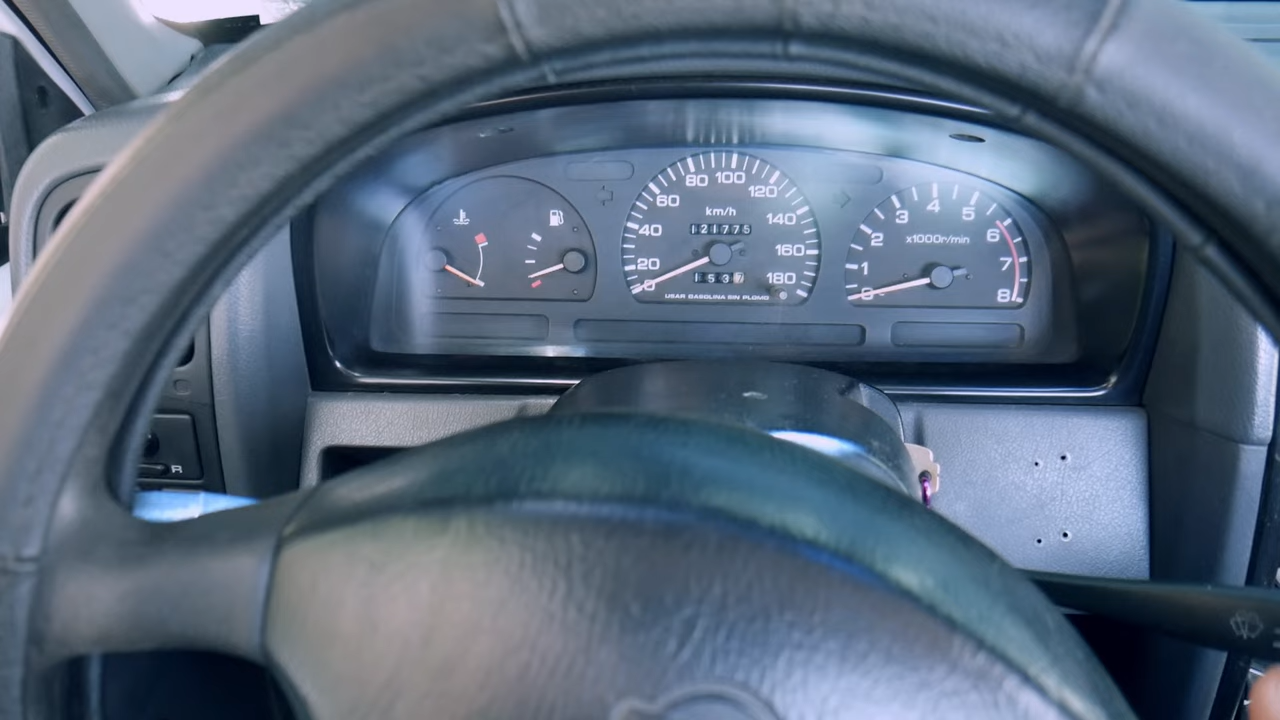 80 100
60 120
40 140
20 160
0 180
km/h
121775
153
USAR GASOLINA SIN PLOMO
0 1 2 3 4 5 6 7 8
x1000r/min
R